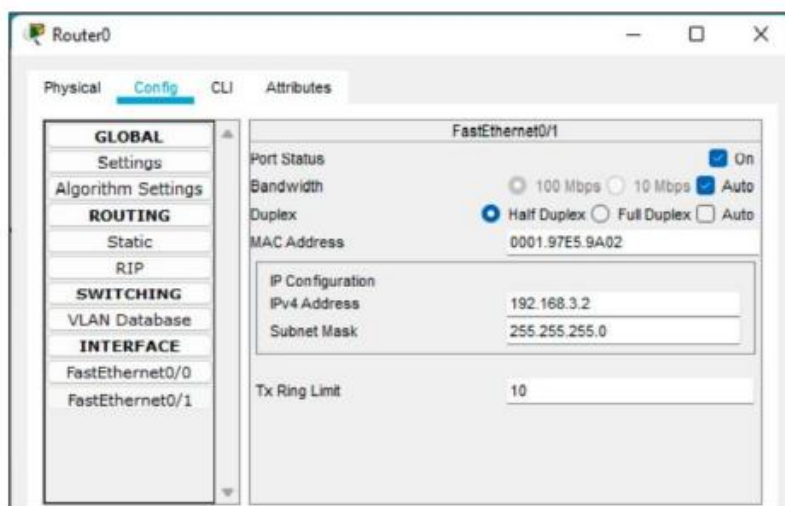 Router0
Physical Config CLI Attributes
GLOBAL
Settings
Algorithm Settings
ROUTING
Static
RIP
SWITCHING
VLAN Database
INTERFACE
FastEthernet0/0
FastEthernet0/1
FastEthernet0/1
Port Status On
Bandwidth 100 Mbps 10 Mbps Auto
Duplex Half Duplex Full Duplex Auto
MAC Address 0001.97E5.9A02
IP Configuration
IPv4 Address 192.168.3.2
Subnet Mask 255.255.255.0
Tx Ring Limit 10